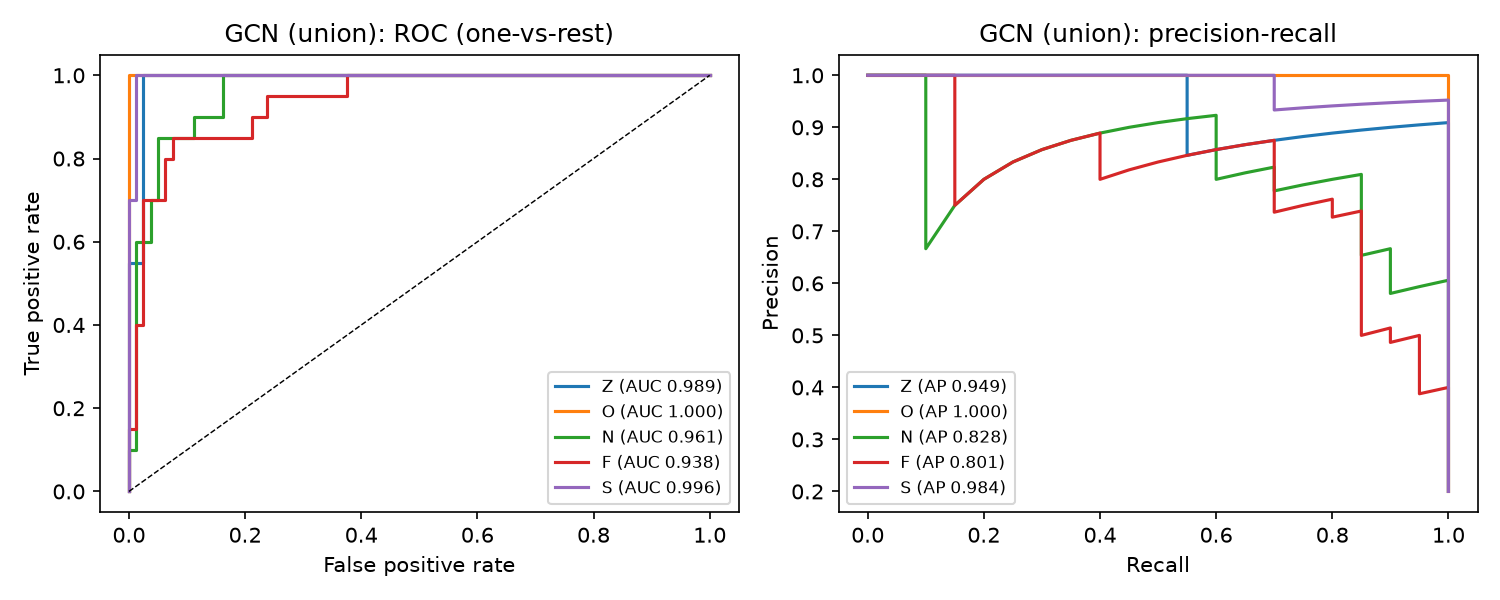 GCN (union): ROC (one-vs-rest)
True positive rate
1.0
0.8
0.6
0.4
0.2
0.0
0.0 0.2 0.4 0.6 0.8 1.0
False positive rate
Z (AUC 0.989)
O (AUC 1.000)
N (AUC 0.961)
F (AUC 0.938)
S (AUC 0.996)
GCN (union): precision-recall
Precision
1.0
0.9
0.8
0.7
0.6
0.5
0.4
0.3
0.2
0.0 0.2 0.4 0.6 0.8 1.0
Recall
Z (AP 0.949)
O (AP 1.000)
N (AP 0.828)
F (AP 0.801)
S (AP 0.984)